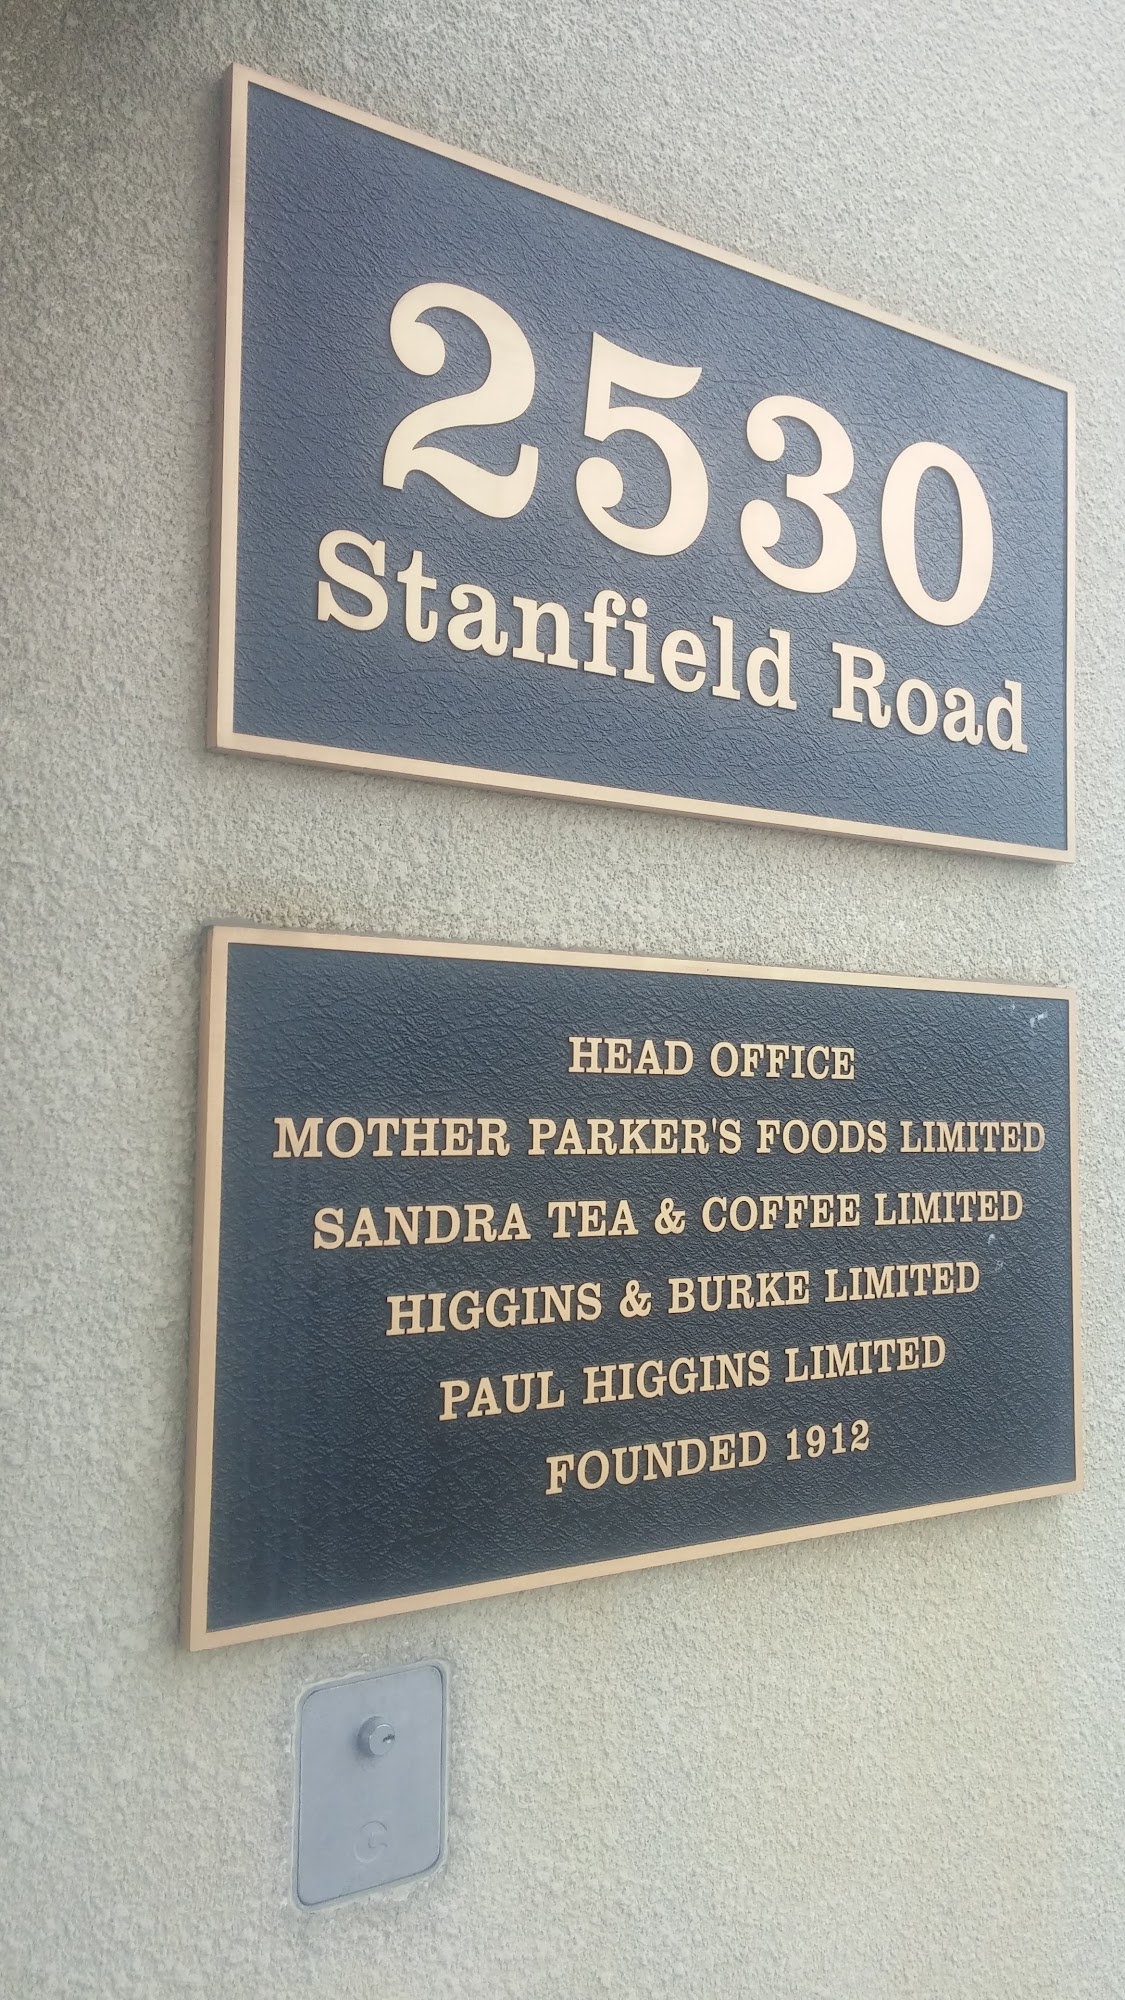 2530
Stanfield Road
HEAD OFFICE
MOTHER PARKER'S FOODS LIMITED
SANDRA TEA & COFFEE LIMITED
HIGGINS & BURKE LIMITED
PAUL HIGGINS LIMITED
FOUNDED 1912